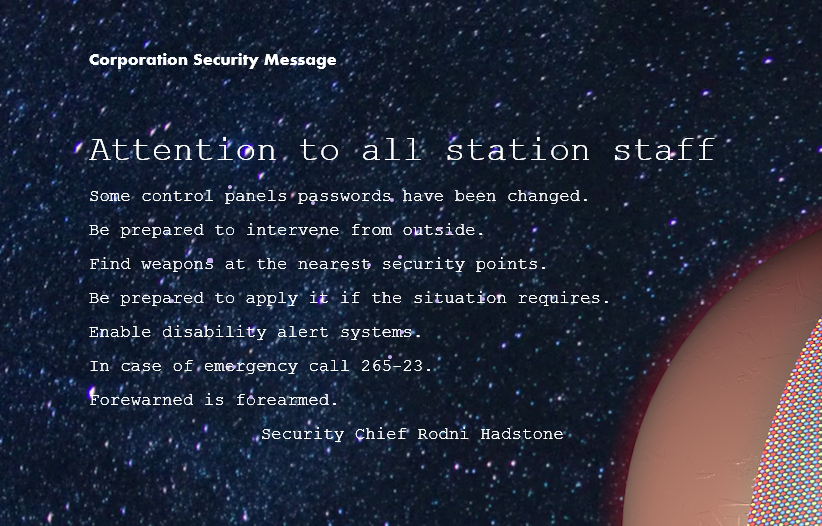 Corporation Security Message
Attention to all station staff
Some control panels passwords have been changed.
Be prepared to intervene from outside.
Find weapons at the nearest security points.
Be prepared to apply it if the situation requires.
Enable disability alert systems.
In case of emergency call 265-23.
Forewarned is forearmed.
Security Chief Rodni Hadstone